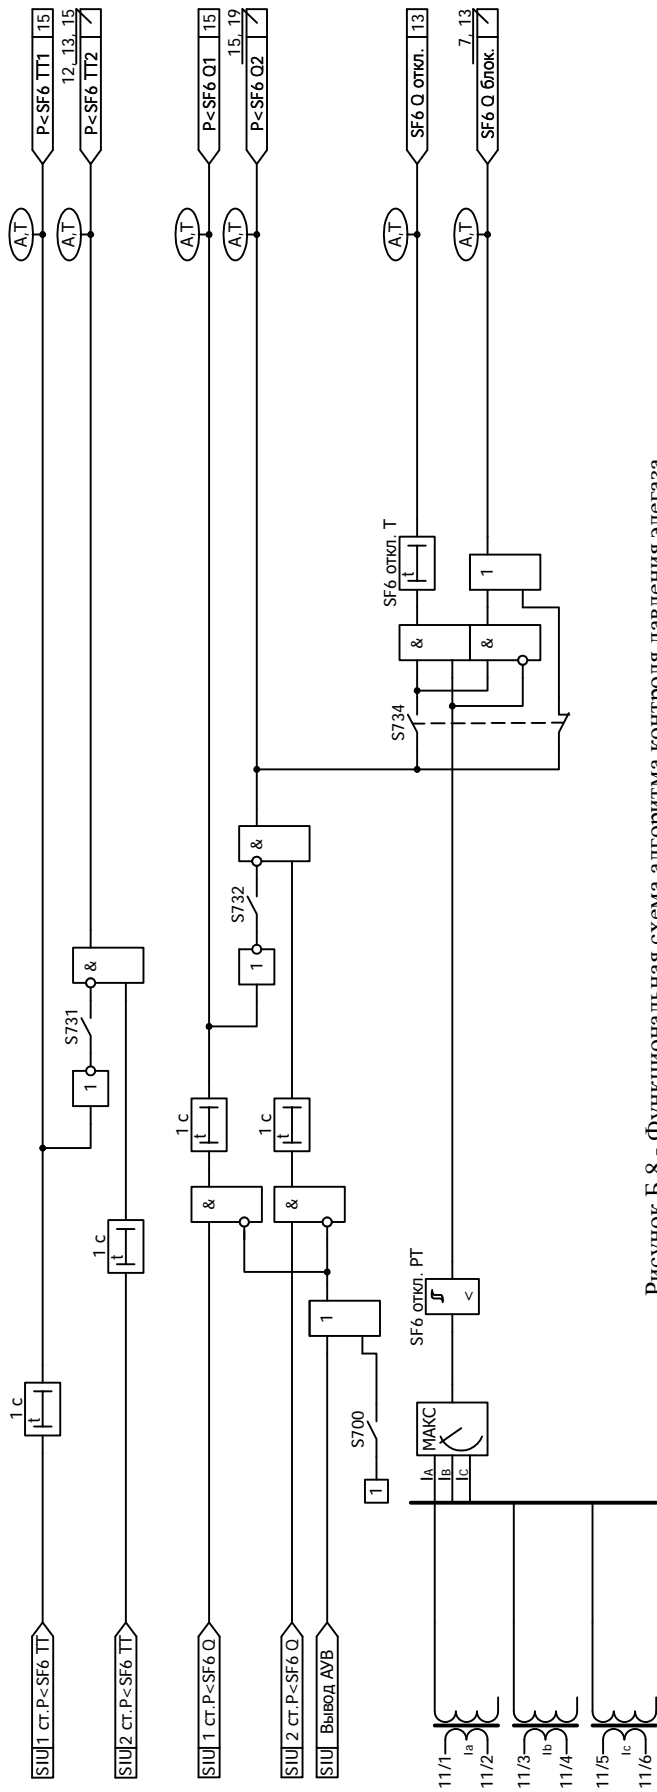 SIU 1 ст.P<SF6 ТТ
1 с
t
А,Т
P<SF6 ТТ1 15
SIU 2 ст.P<SF6 ТТ
1 с
t
1
S731
&
А,Т
12, 13, 15
P<SF6 ТТ2
SIU 1 ст.P<SF6 Q
&
1 с
t
А,Т
P<SF6 Q1 15
SIU 2 ст.P<SF6 Q
&
1 с
t
1
S732
&
А,Т
15, 19
P<SF6 Q2
SIU Вывод АУВ
1
S700
1
11/1
11/2
Ia
11/3
11/4
Ib
11/5
11/6
Ic
IA
IB
IC
МАКС
SF6 откл. РТ
<
S734
&
&
SF6 откл. Т
t
1
А,Т
SF6 Q откл. 13
А,Т
7, 13
SF6 Q блок.
Рисунок Б.8 - Функциональная схема алгоритма контроля давления элегаза